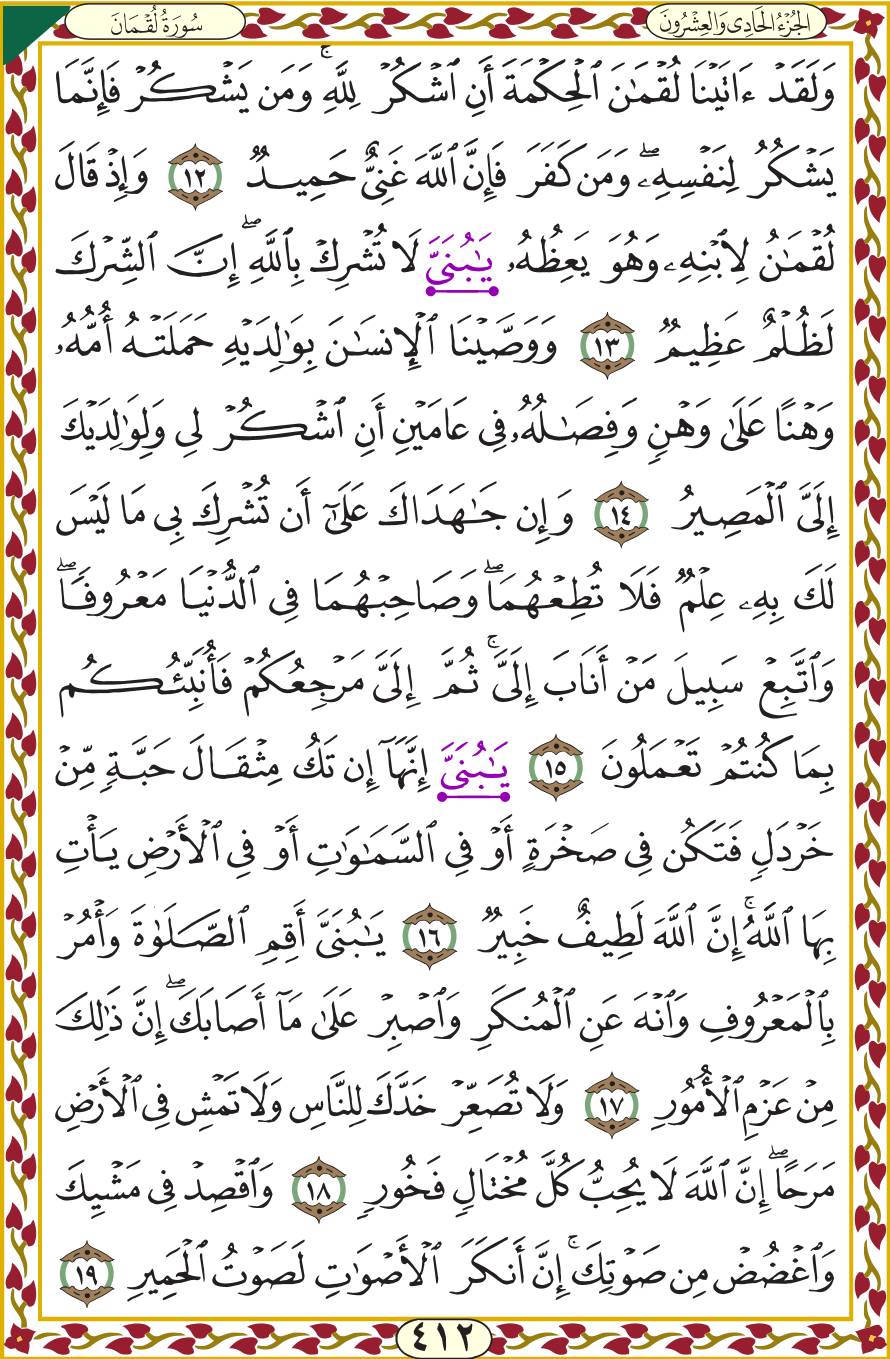 سُورَةُ لُقْمَانَ
الجُزْءُ الحَادِي وَالعِشْرُونَ
وَلَقَدْ ءَاتَيْنَا لُقْمَٰنَ ٱلْحِكْمَةَ أَنِ ٱشْكُرْ لِلَّهِ ۚ وَمَن يَشْكُرْ فَإِنَّمَا
يَشْكُرُ لِنَفْسِهِۦ ۖ وَمَن كَفَرَ فَإِنَّ ٱللَّهَ غَنِىٌّ حَمِيدٌ ١٢ وَإِذْ قَالَ
لُقْمَٰنُ لِٱبْنِهِۦ وَهُوَ يَعِظُهُۥ يَٰبُنَىَّ لَا تُشْرِكْ بِٱللَّهِ ۖ إِنَّ ٱلشِّرْكَ
لَظُلْمٌ عَظِيمٌ ١٣ وَوَصَّيْنَا ٱلْإِنسَٰنَ بِوَٰلِدَيْهِ حَمَلَتْهُ أُمُّهُۥ
وَهْنًا عَلَىٰ وَهْنٍ وَفِصَٰلُهُۥ فِى عَامَيْنِ أَنِ ٱشْكُرْ لِى وَلِوَٰلِدَيْكَ
إِلَىَّ ٱلْمَصِيرُ ١٤ وَإِن جَٰهَدَاكَ عَلَىٰٓ أَن تُشْرِكَ بِى مَا لَيْسَ
لَكَ بِهِۦ عِلْمٌ فَلَا تُطِعْهُمَا ۖ وَصَاحِبْهُمَا فِى ٱلدُّنْيَا مَعْرُوفًا ۖ
وَٱتَّبِعْ سَبِيلَ مَنْ أَنَابَ إِلَىَّ ۚ ثُمَّ إِلَىَّ مَرْجِعُكُمْ فَأُنَبِّئُكُم
بِمَا كُنتُمْ تَعْمَلُونَ ١٥ يَٰبُنَىَّ إِنَّهَآ إِن تَكُ مِثْقَالَ حَبَّةٍ مِّنْ
خَرْدَلٍ فَتَكُن فِى صَخْرَةٍ أَوْ فِى ٱلسَّمَٰوَٰتِ أَوْ فِى ٱلْأَرْضِ يَأْتِ
بِهَا ٱللَّهُ ۚ إِنَّ ٱللَّهَ لَطِيفٌ خَبِيرٌ ١٦ يَٰبُنَىَّ أَقِمِ ٱلصَّلَوٰةَ وَأْمُرْ
بِٱلْمَعْرُوفِ وَٱنْهَ عَنِ ٱلْمُنكَرِ وَٱصْبِرْ عَلَىٰ مَآ أَصَابَكَ ۖ إِنَّ ذَٰلِكَ
مِنْ عَزْمِ ٱلْأُمُورِ ١٧ وَلَا تُصَعِّرْ خَدَّكَ لِلنَّاسِ وَلَا تَمْشِ فِى ٱلْأَرْضِ
مَرَحًا ۖ إِنَّ ٱللَّهَ لَا يُحِبُّ كُلَّ مُخْتَالٍ فَخُورٍ ١٨ وَٱقْصِدْ فِى مَشْيِكَ
وَٱغْضُضْ مِن صَوْتِكَ ۚ إِنَّ أَنكَرَ ٱلْأَصْوَٰتِ لَصَوْتُ ٱلْحَمِيرِ ١٩
٤١٢